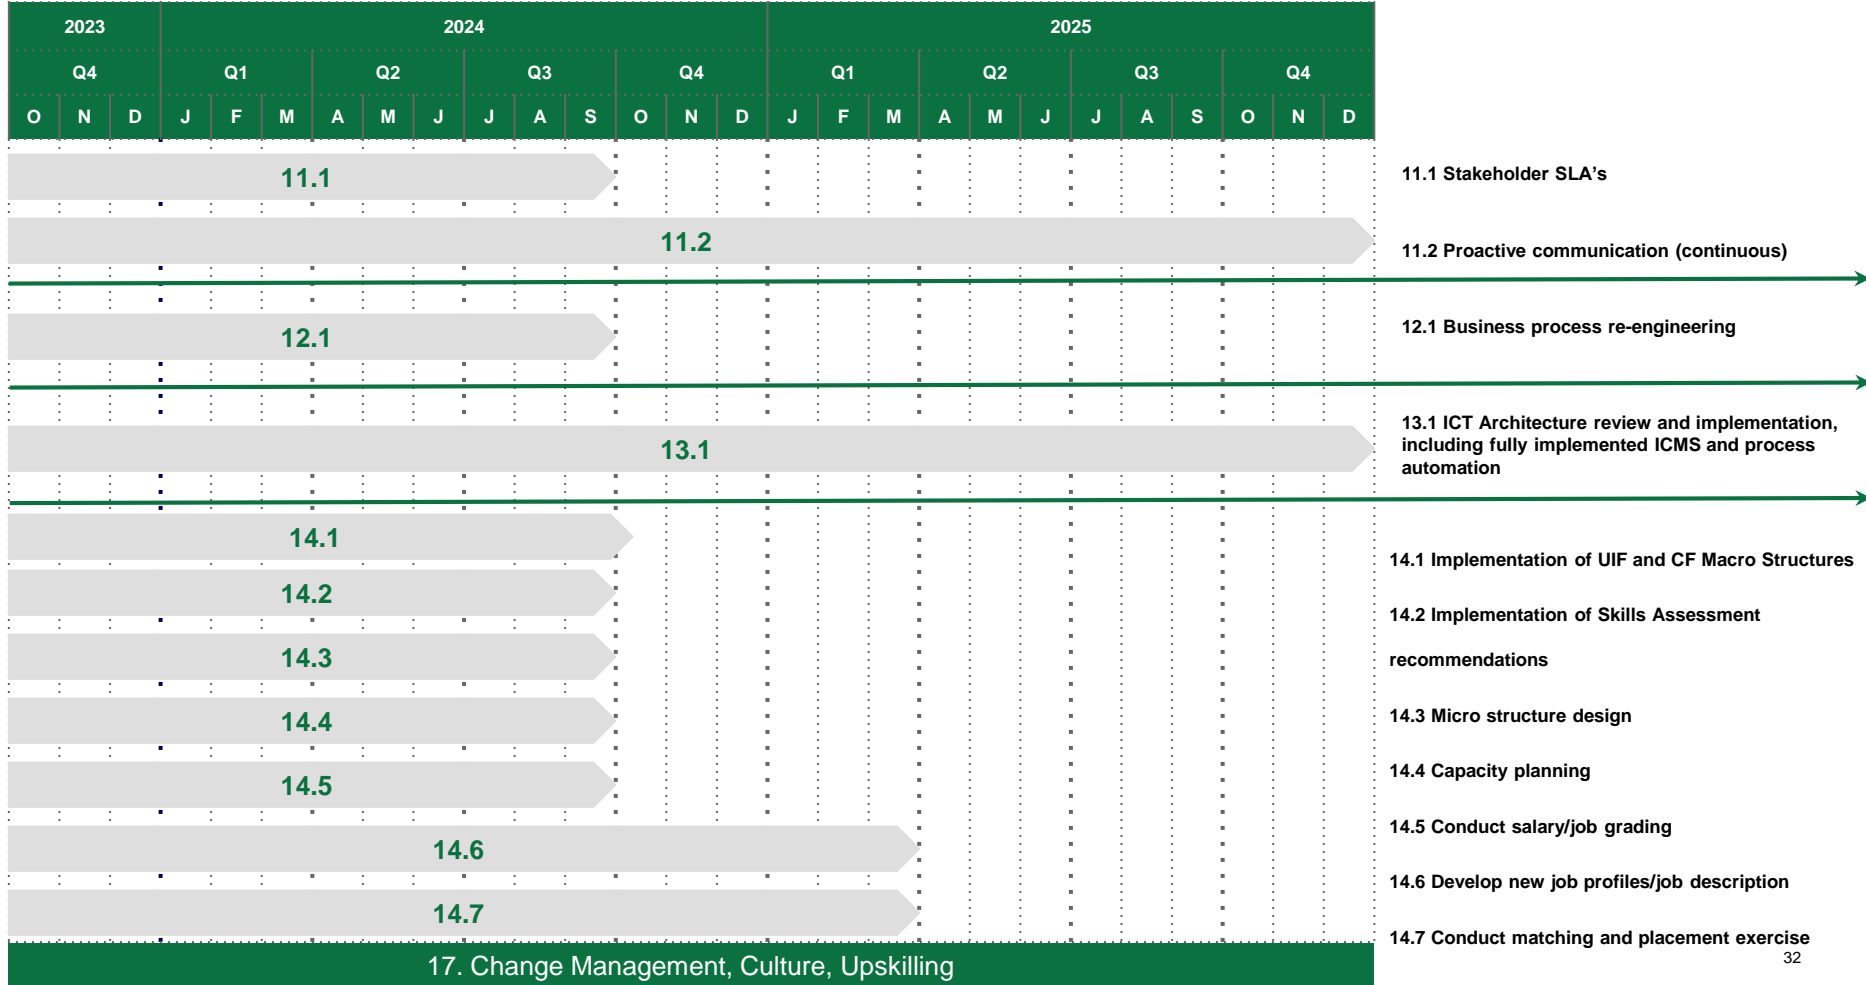 2023 2024 2025
Q4 Q1 Q2 Q3 Q4 Q1 Q2 Q3 Q4
O N D J F M A M J J A S O N D J F M A M J J A S O N D
11.1
11.1 Stakeholder SLA’s
11.2
11.2 Proactive communication (continuous)
12.1
12.1 Business process re-engineering
13.1
13.1 ICT Architecture review and implementation,
including fully implemented ICMS and process
automation
14.1
14.1 Implementation of UIF and CF Macro Structures
14.2
14.2 Implementation of Skills Assessment
recommendations
14.3
14.3 Micro structure design
14.4
14.4 Capacity planning
14.5
14.5 Conduct salary/job grading
14.6
14.6 Develop new job profiles/job description
14.7
14.7 Conduct matching and placement exercise
17. Change Management, Culture, Upskilling
32